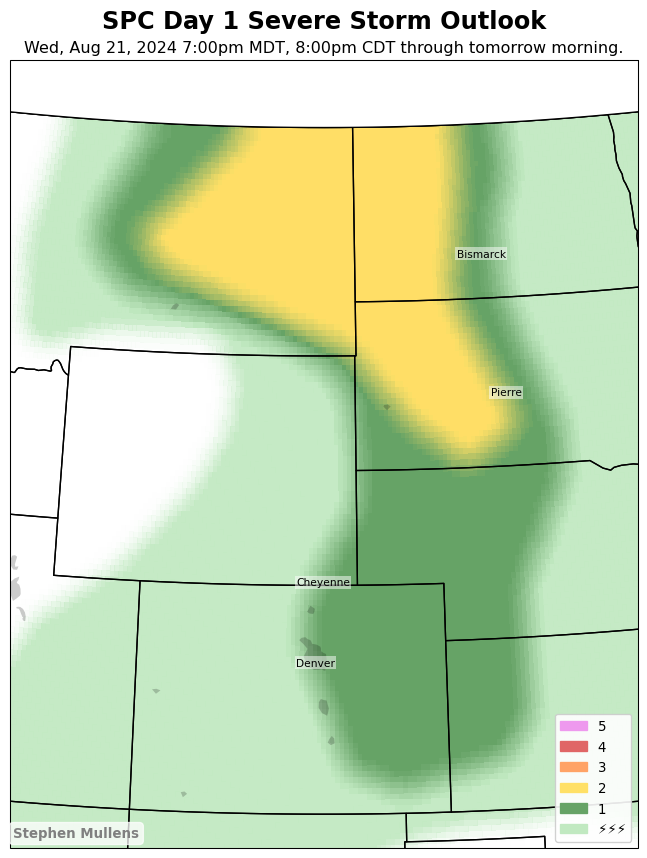 SPC Day 1 Severe Storm Outlook
Wed, Aug 21, 2024 7:00pm MDT, 8:00pm CDT through tomorrow morning.
Bismarck
Pierre
Cheyenne
Denver
5
4
3
2
1
⚡⚡⚡
Stephen Mullens